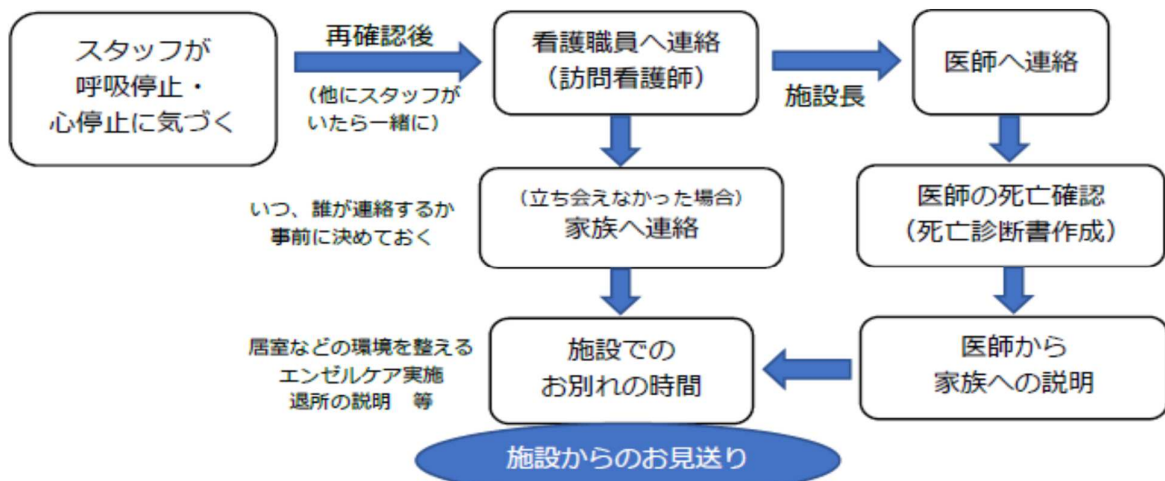 スタッフが
呼吸停止・
心停止に気づく
再確認後
（他にスタッフが
いたら一緒に）
看護職員へ連絡
（訪問看護師）
施設長
医師へ連絡
いつ、誰が連絡するか
事前に決めておく
（立ち会えなかった場合）
家族へ連絡
医師の死亡確認
（死亡診断書作成）
居室などの環境を整える
エンゼルケア実施
退所の説明　等
施設での
お別れの時間
医師から
家族への説明
施設からのお見送り